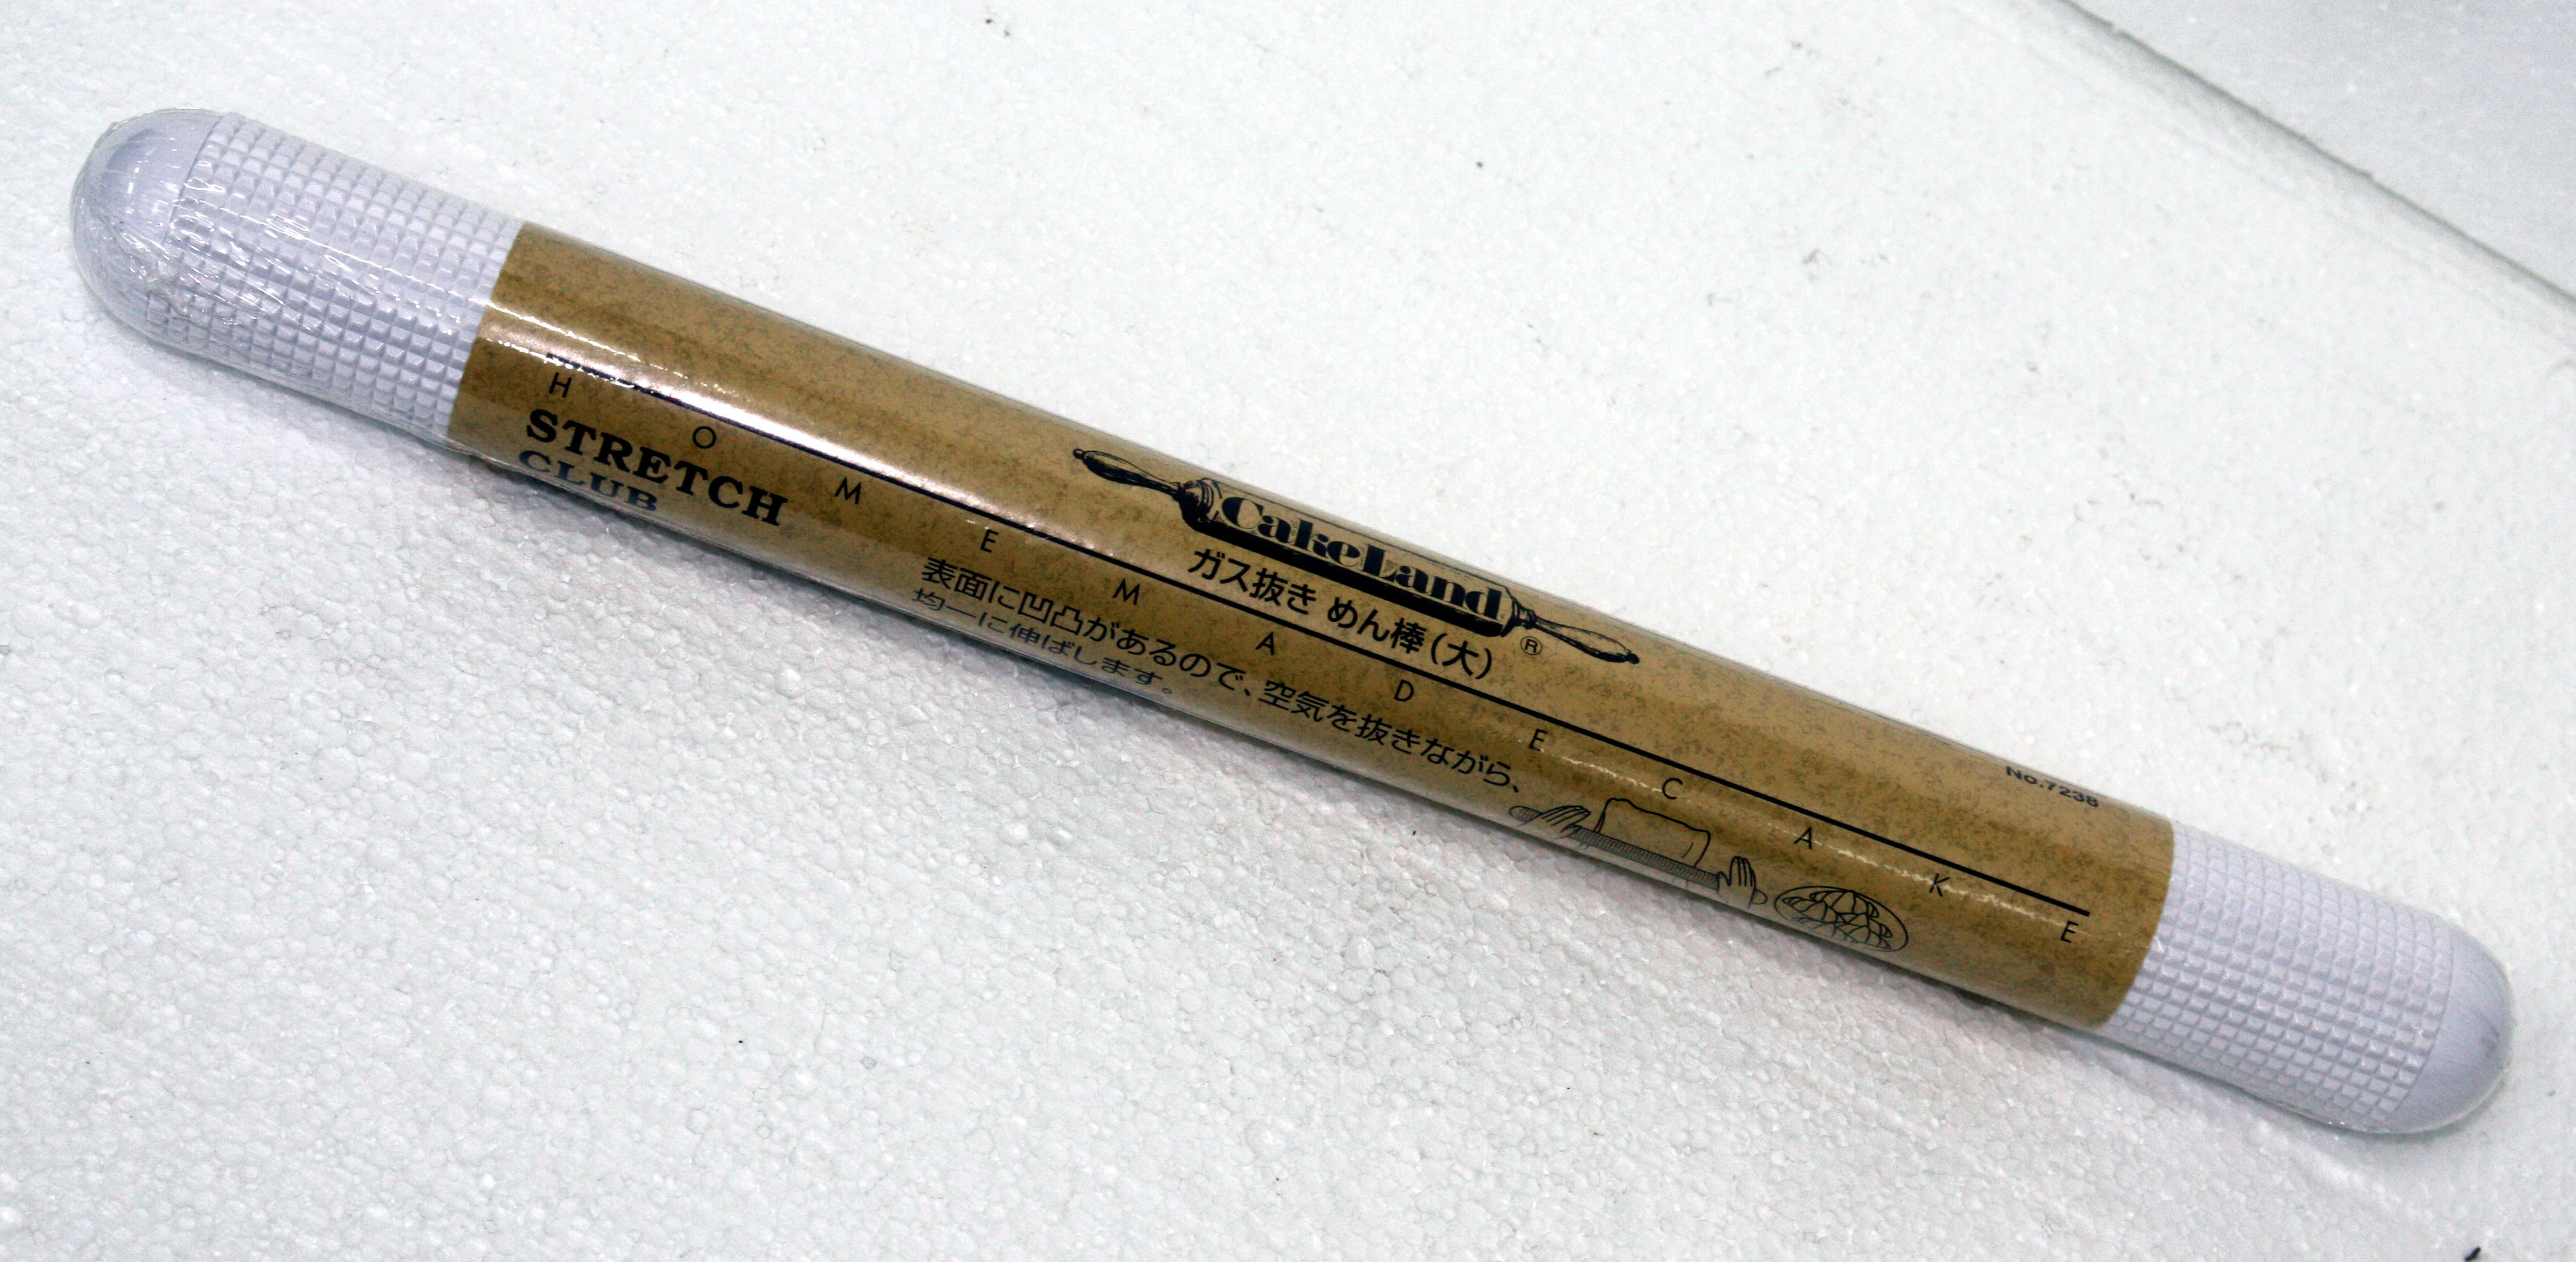 CakeLand
®
ガス抜き めん棒(大)
No.7238
HOMEMADE CAKE
STRETCH
CLUB
表面に凹凸があるので、空気を抜きながら、
均一に伸ばします。